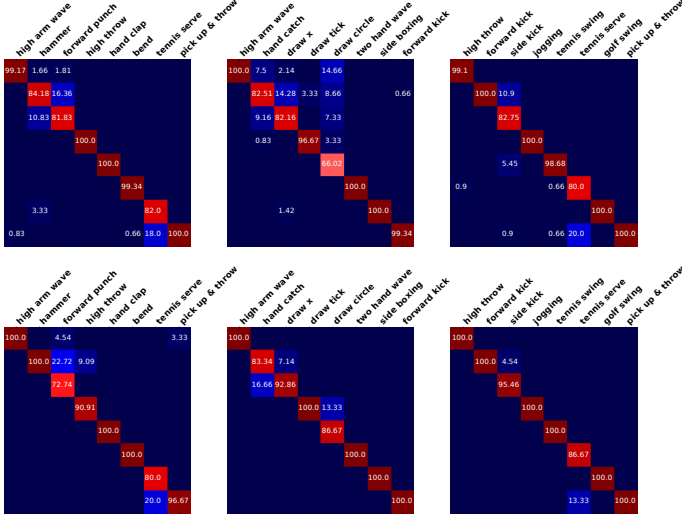 high arm wave
hammer
forward punch
high throw
hand clap
bend
tennis serve
pick up & throw
99.17 1.66 1.81
84.18 16.36
10.83 81.83
100.0
100.0
99.34
3.33 82.0
0.83 0.66 18.0 100.0
high arm wave
hand catch
draw x
draw tick
draw circle
two hand wave
side boxing
forward kick
100.0 7.5 2.14 14.66
82.51 14.28 3.33 8.66 0.66
9.16 82.16 7.33
0.83 96.67 3.33
66.02
100.0
1.42 100.0
99.34
high throw
forward kick
side kick
jogging
tennis swing
tennis serve
golf swing
pick up & throw
99.1
100.0 10.9
82.75
100.0
5.45 98.68
0.9 0.66 80.0
100.0
0.9 0.66 20.0 100.0
high arm wave
hammer
forward punch
high throw
hand clap
bend
tennis serve
pick up & throw
100.0 4.54 3.33
100.0 22.72 9.09
72.74
90.91
100.0
100.0
80.0
20.0 96.67
high arm wave
hand catch
draw x
draw tick
draw circle
two hand wave
side boxing
forward kick
100.0
83.34 7.14
16.66 92.86
100.0 13.33
86.67
100.0
100.0
100.0
high throw
forward kick
side kick
jogging
tennis swing
tennis serve
golf swing
pick up & throw
100.0
100.0 4.54
95.46
100.0
100.0
86.67
100.0
13.33 100.0